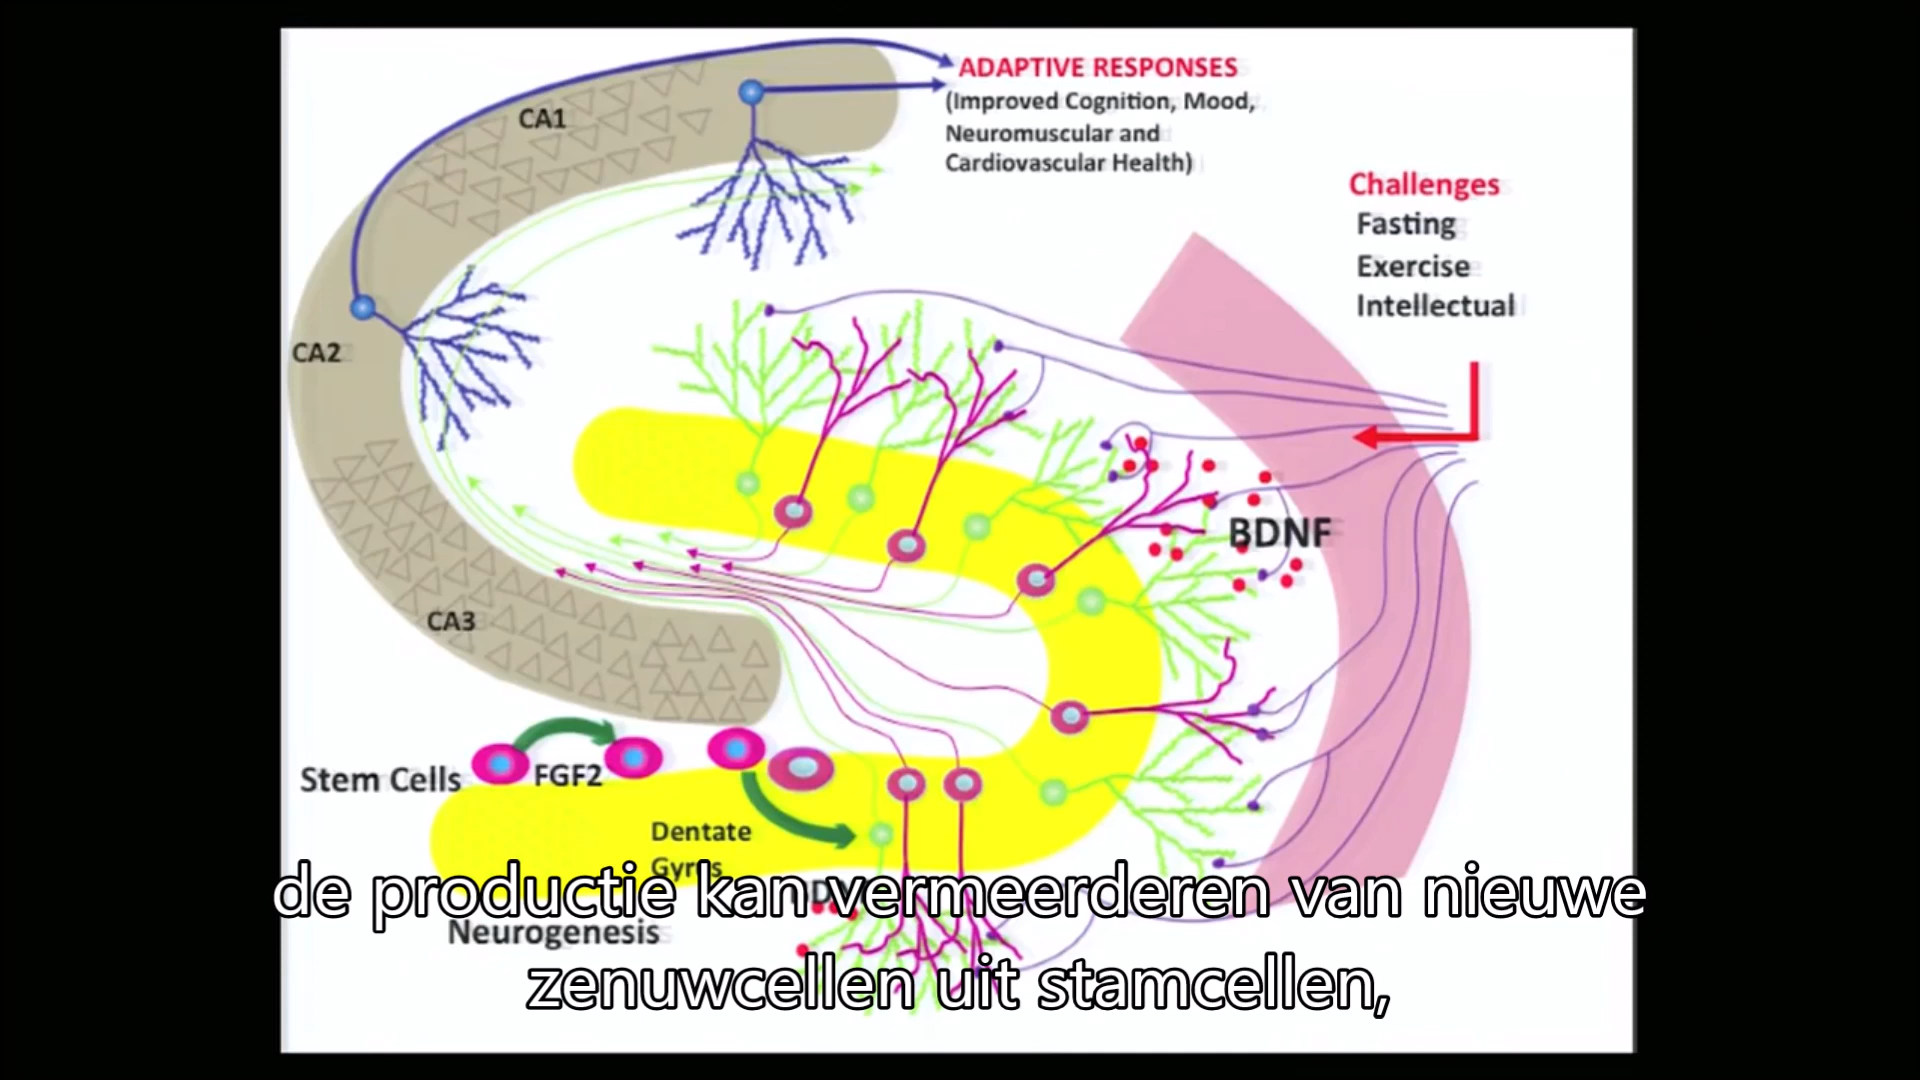 ADAPTIVE RESPONSES
(Improved Cognition, Mood,
Neuromuscular and
Cardiovascular Health)
CA1
Challenges
Fasting
Exercise
Intellectual
CA2
BDNF
CA3
Stem Cells
FGF2
Dentate
Gyrus
de productie kan vermeerderen van nieuwe
Neurogenesis
zenuwcellen uit stamcellen,